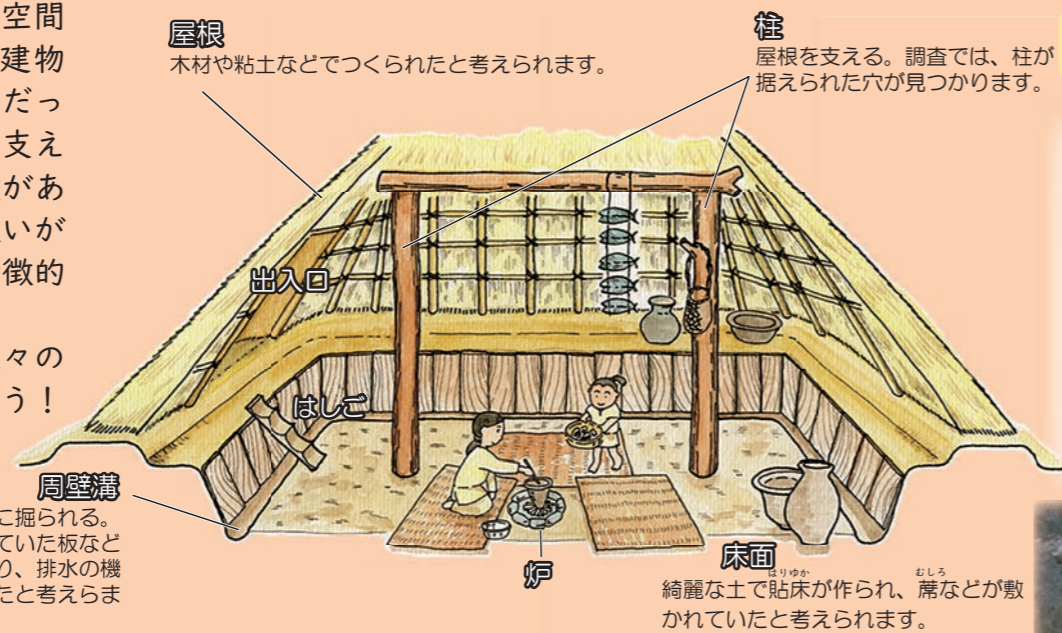 空間
建物
だっ
支え
があ
いが
徴的
々の
う！
屋根
木材や粘土などでつくられたと考えられます。
柱
屋根を支える。調査では、柱が
据えられた穴が見つかります。
出入口
はしご
周壁溝
に掘られる。
ていた板など
り、排水の機
たと考えらま
炉
床面
綺麗な土で貼床が作られ、蓆などが敷
はりゆか
むしろ
かれていたと考えられます。